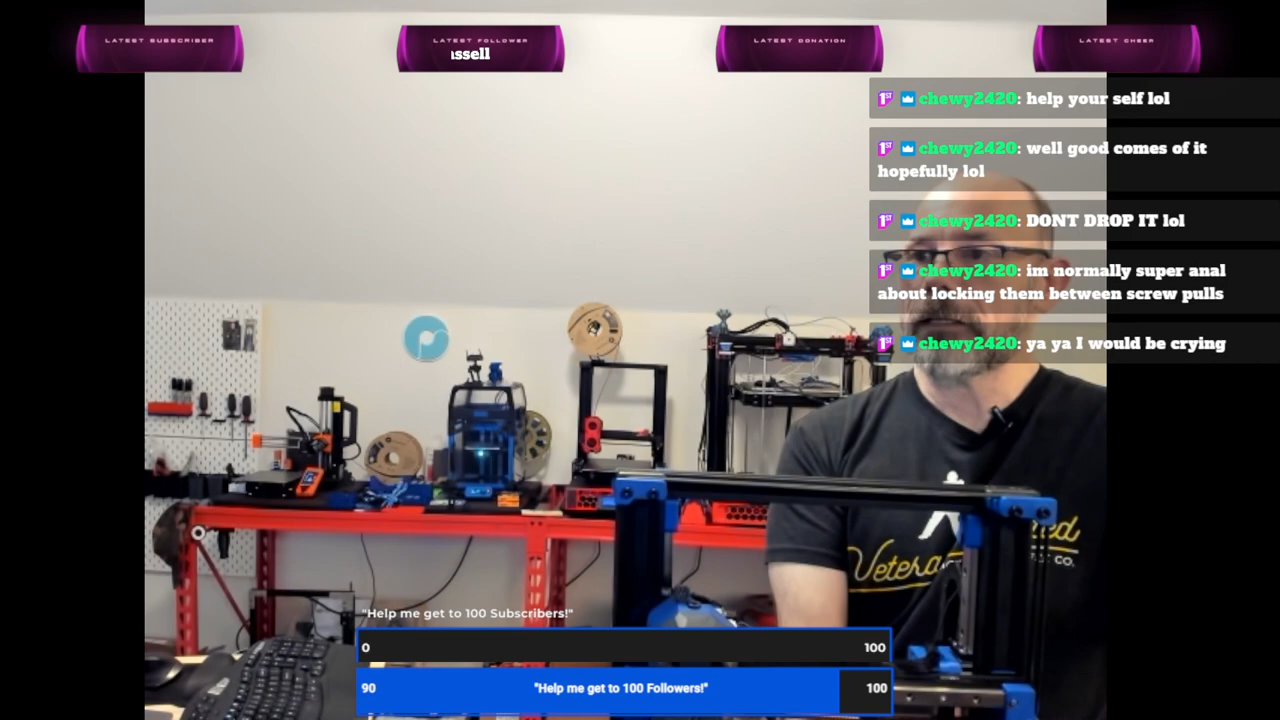 LATEST SUBSCRIBER
LATEST FOLLOWER
LATEST DONATION
LATEST CHEER
ssell
chewy2420: help your self lol
chewy2420: well good comes of it
hopefully lol
chewy2420: DONT DROP IT lol
chewy2420: im normally super anal
about locking them between screw pulls
chewy2420: ya ya I would be crying
CO.
"Help me get to 100 Subscribers!"
0 100
90 "Help me get to 100 Followers!" 100